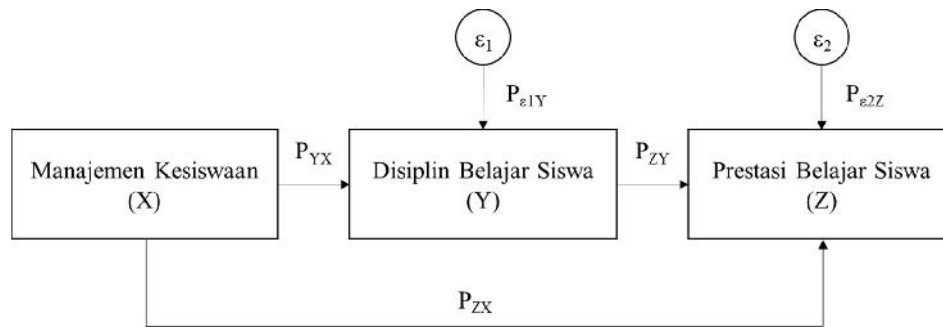 ε1
ε2
Pε1Y
Pε2Z
PYX
PZY
Manajemen Kesiswaan
(X)
Disiplin Belajar Siswa
(Y)
Prestasi Belajar Siswa
(Z)
PZX